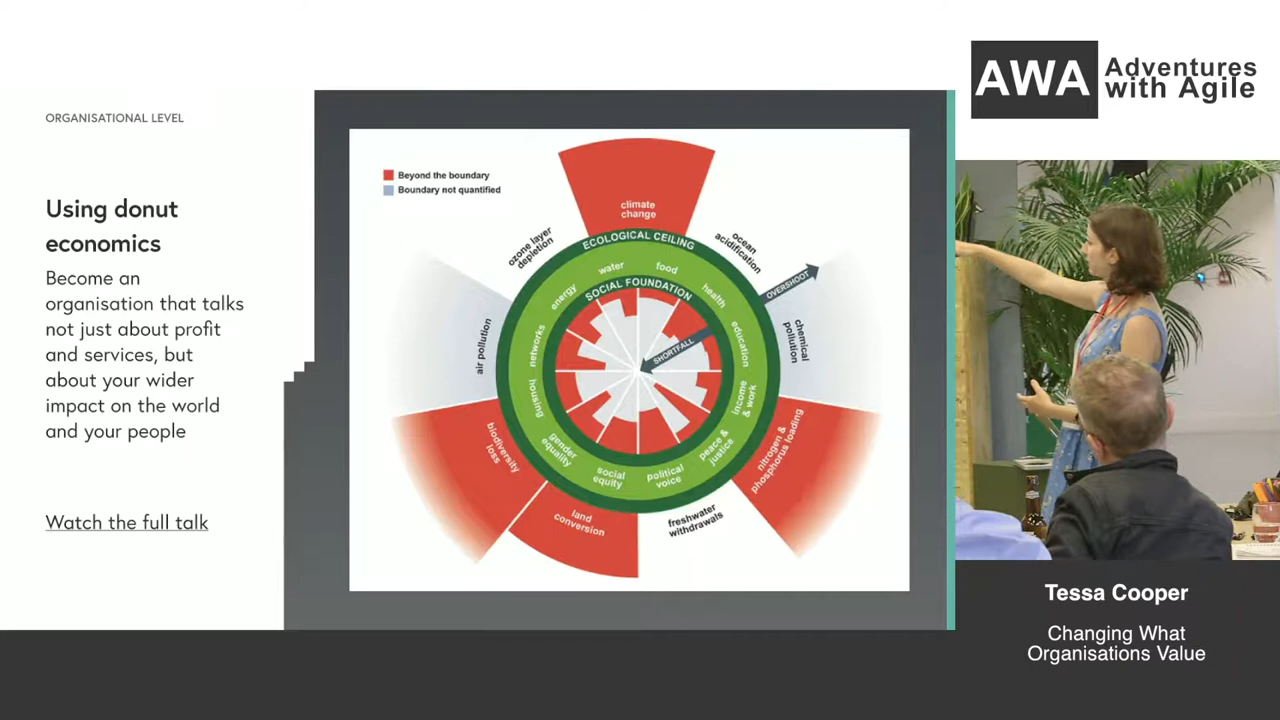 ORGANISATIONAL LEVEL
Using donut
economics
Become an
organisation that talks
not just about profit
and services, but
about your wider
impact on the world
and your people
Watch the full talk
Beyond the boundary
Boundary not quantified
climate
change
ozone layer
depletion
ocean
acidification
ECOLOGICAL CEILING
water
food
SOCIAL FOUNDATION
energy
health
OVERSHOOT
SHORTFALL
air pollution
networks
education
chemical
pollution
housing
income
& work
biodiversity
loss
gender
equality
social
equity
political
voice
peace &
justice
nitrogen &
phosphorus loading
land
conversion
freshwater
withdrawals
AWA
Adventures
with Agile
Tessa Cooper
Changing What
Organisations Value